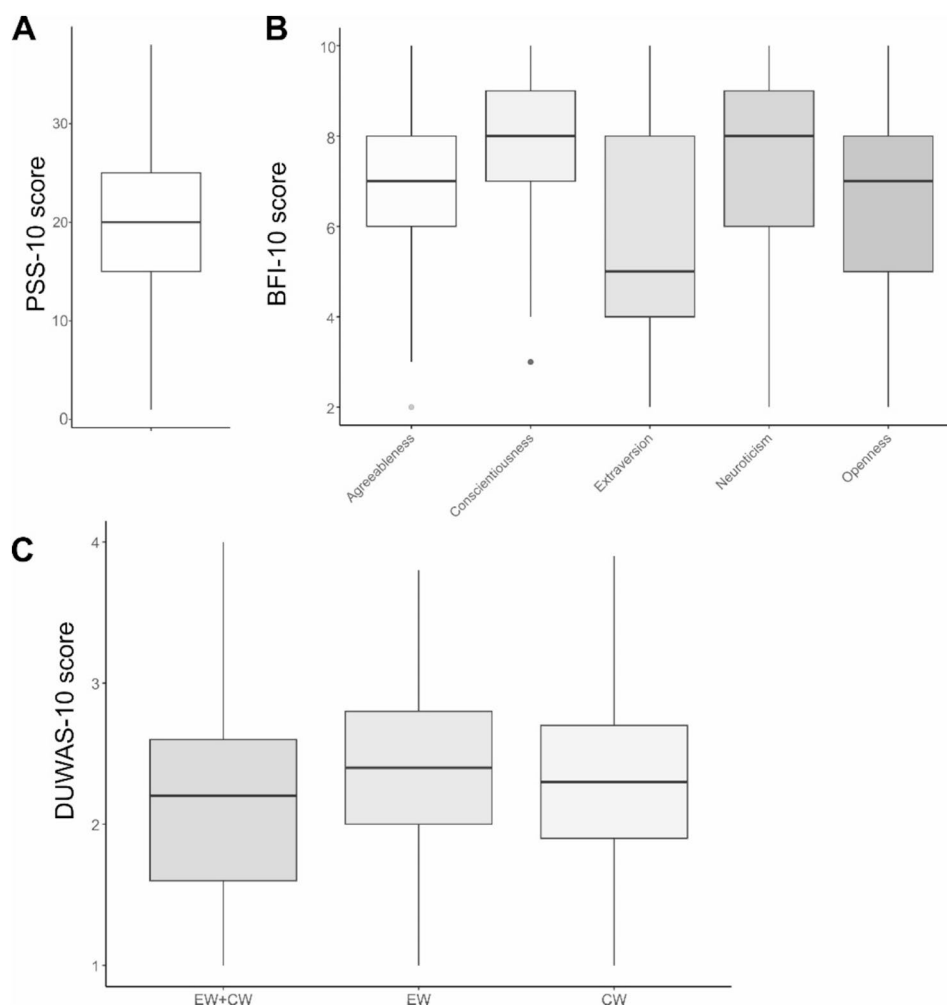 A
PSS-10 score
30
20
10
0
B
BFI-10 score
10
8
6
4
2
Agreeableness
Conscientiousness
Extraversion
Neuroticism
Openness
C
DUWAS-10 score
4
3
2
1
EW+CW
EW
CW